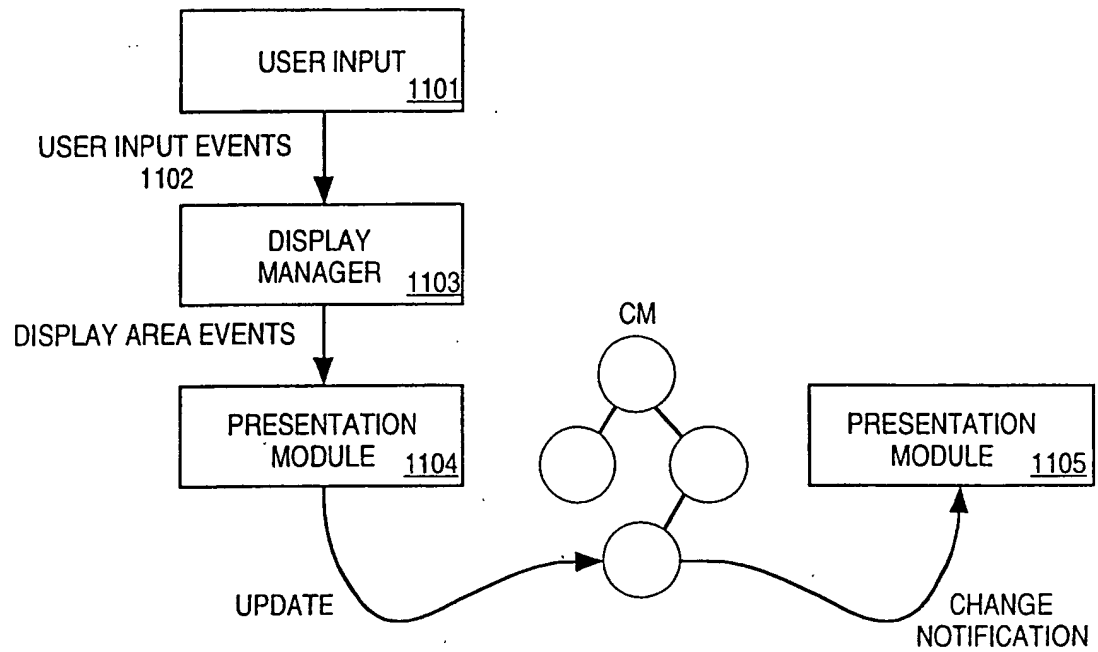 USER INPUT
1101
USER INPUT EVENTS
1102
DISPLAY
MANAGER
1103
DISPLAY AREA EVENTS
CM
PRESENTATION
MODULE
1104
PRESENTATION
MODULE
1105
UPDATE
CHANGE
NOTIFICATION